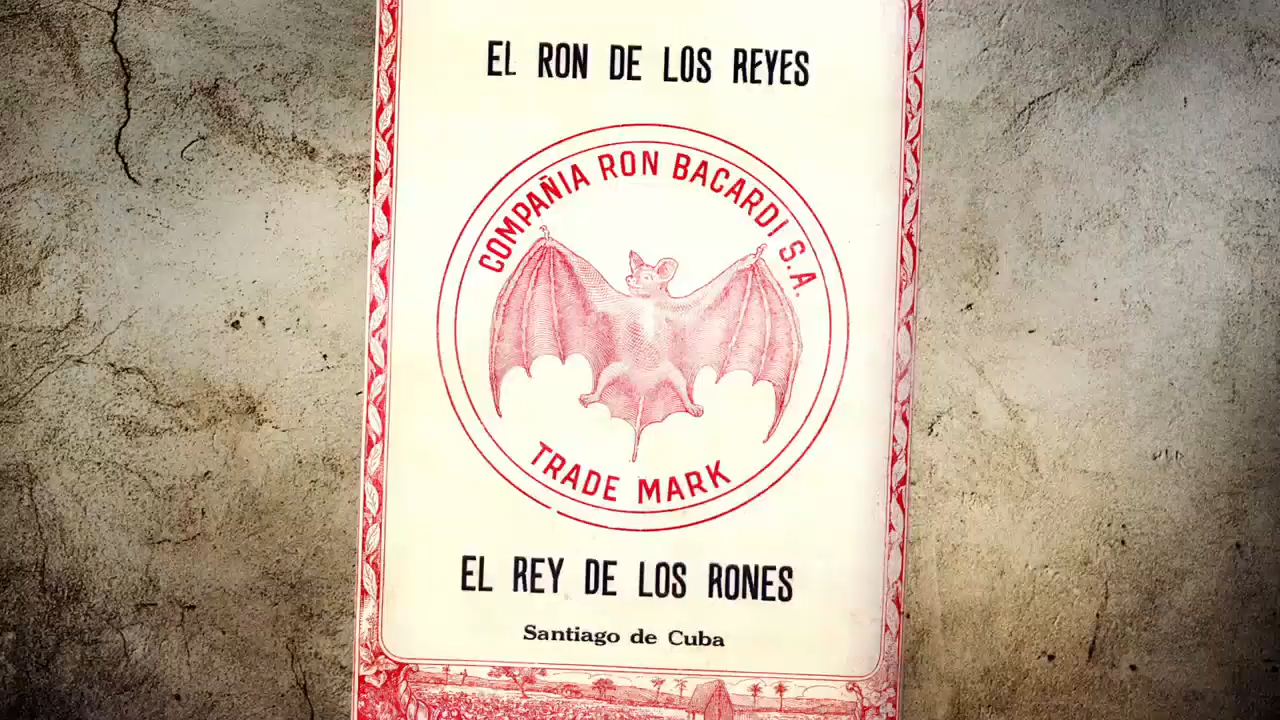 EL RON DE LOS REYES
COMPAÑIA RON BACARDI S.A.
TRADE MARK
EL REY DE LOS RONES
Santiago de Cuba